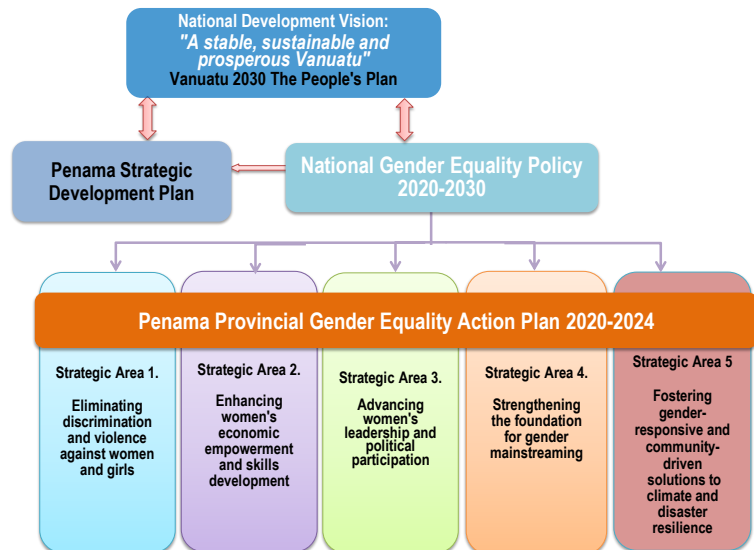 National Development Vision:
"A stable, sustainable and
prosperous Vanuatu"
Vanuatu 2030 The People's Plan
Penama Strategic
Development Plan
National Gender Equality Policy
2020-2030
Penama Provincial Gender Equality Action Plan 2020-2024
Strategic Area 1.
Eliminating
discrimination
and violence
against women
and girls
Strategic Area 2.
Enhancing
women's
economic
empowerment
and skills
development
Strategic Area 3.
Advancing
women's
leadership and
political
participation
Strategic Area 4.
Strengthening
the foundation
for gender
mainstreaming
Strategic Area 5
Fostering
gender-
responsive and
community-
driven
solutions to
climate and
disaster
resilience